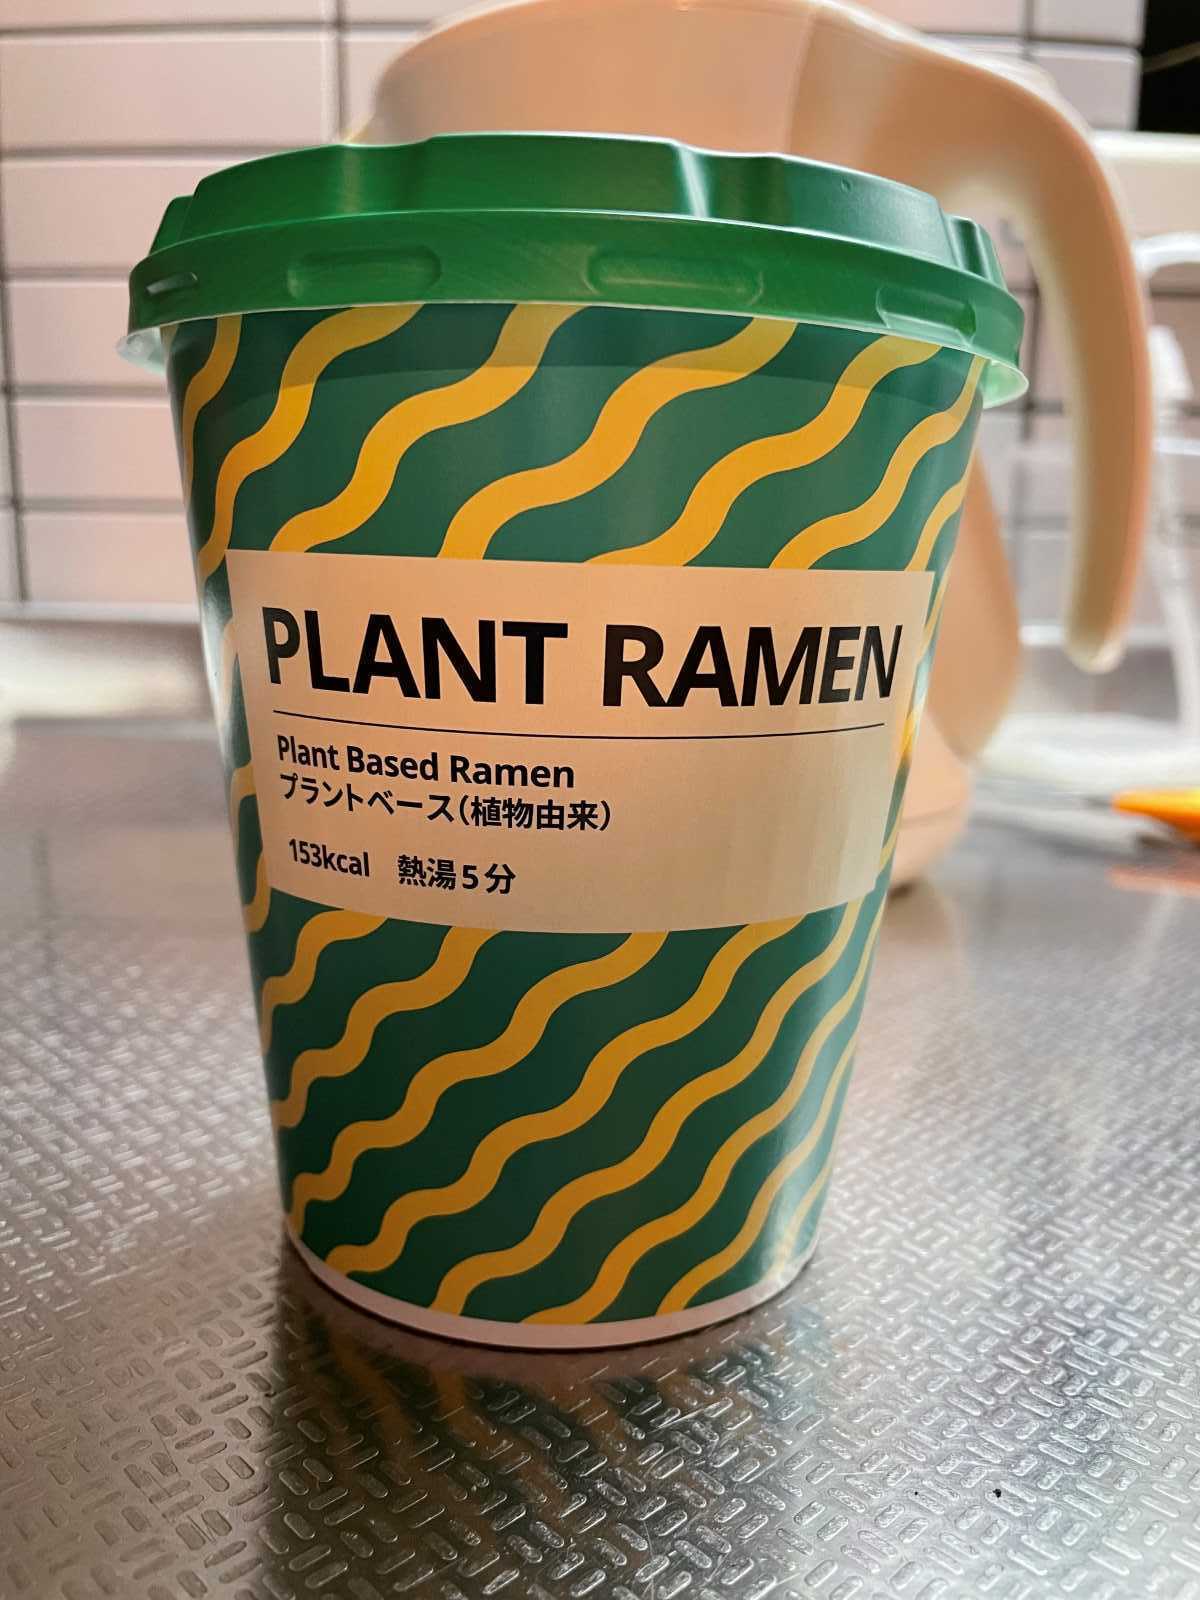 PLANT RAMEN
Plant Based Ramen
プラントベース(植物由来)
153kcal 熱湯5分